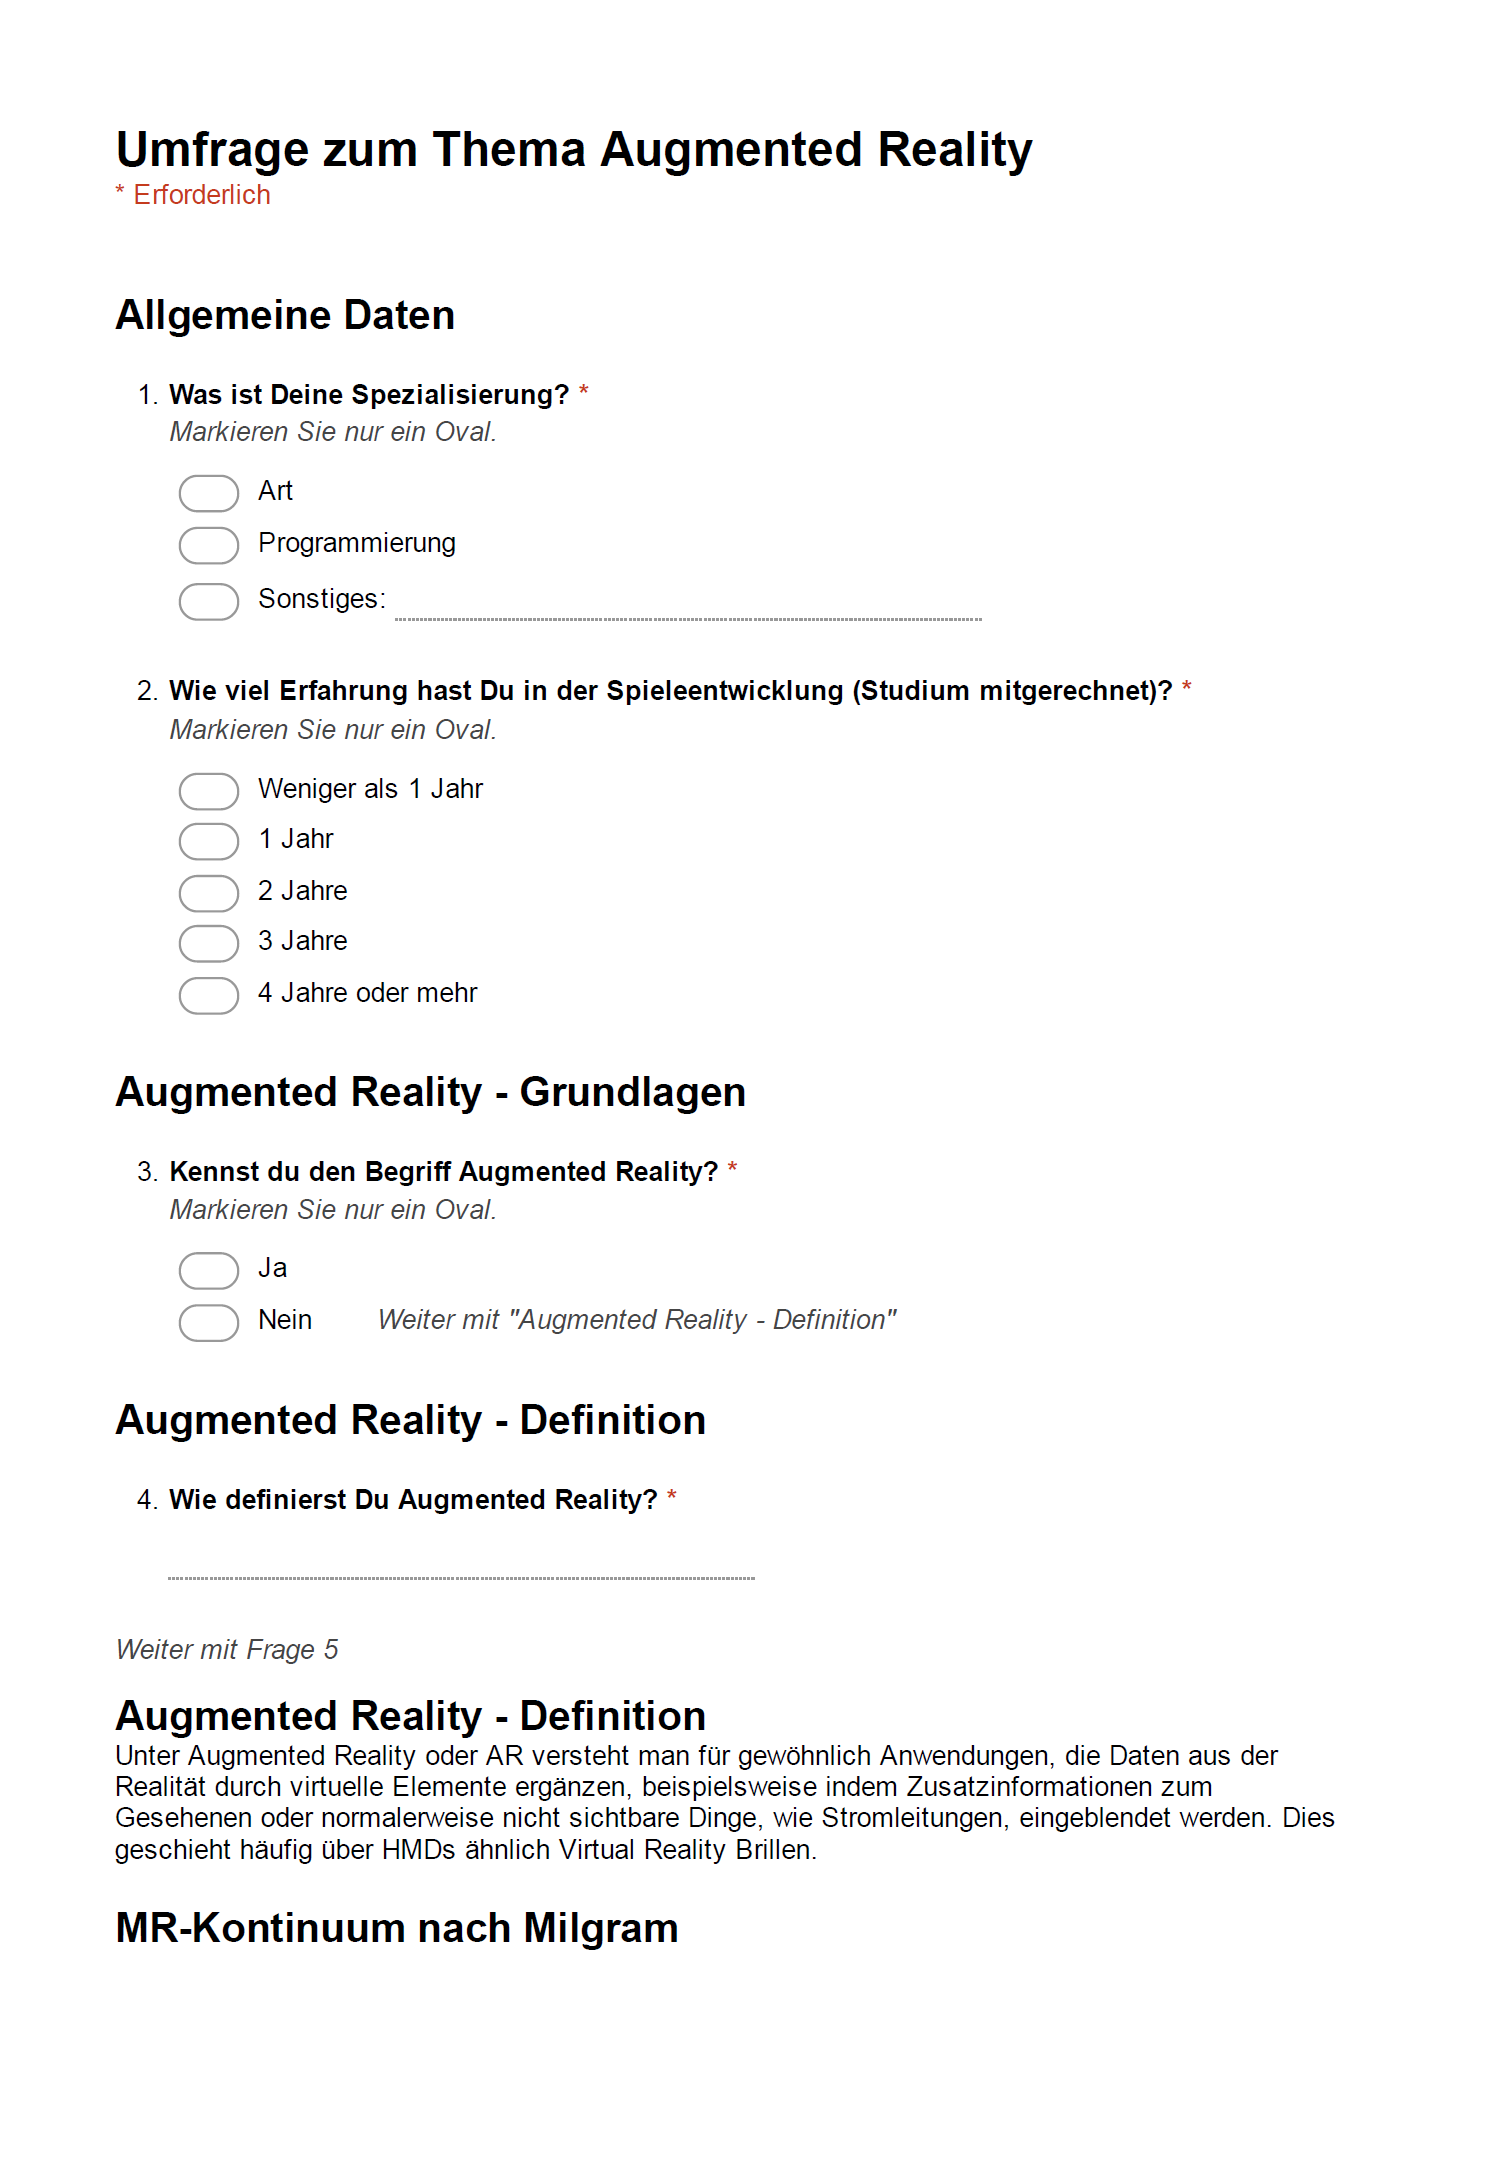 Umfrage zum Thema Augmented Reality
* Erforderlich
Allgemeine Daten
1. Was ist Deine Spezialisierung? *
Markieren Sie nur ein Oval.
Art
Programmierung
Sonstiges:
2. Wie viel Erfahrung hast Du in der Spieleentwicklung (Studium mitgerechnet)? *
Markieren Sie nur ein Oval.
Weniger als 1 Jahr
1 Jahr
2 Jahre
3 Jahre
4 Jahre oder mehr
Augmented Reality - Grundlagen
3. Kennst du den Begriff Augmented Reality? *
Markieren Sie nur ein Oval.
Ja
Nein Weiter mit "Augmented Reality - Definition"
Augmented Reality - Definition
4. Wie definierst Du Augmented Reality? *
Weiter mit Frage 5
Augmented Reality - Definition
Unter Augmented Reality oder AR versteht man für gewöhnlich Anwendungen, die Daten aus der
Realität durch virtuelle Elemente ergänzen, beispielsweise indem Zusatzinformationen zum
Gesehenen oder normalerweise nicht sichtbare Dinge, wie Stromleitungen, eingeblendet werden. Dies
geschieht häufig über HMDs ähnlich Virtual Reality Brillen.
MR-Kontinuum nach Milgram